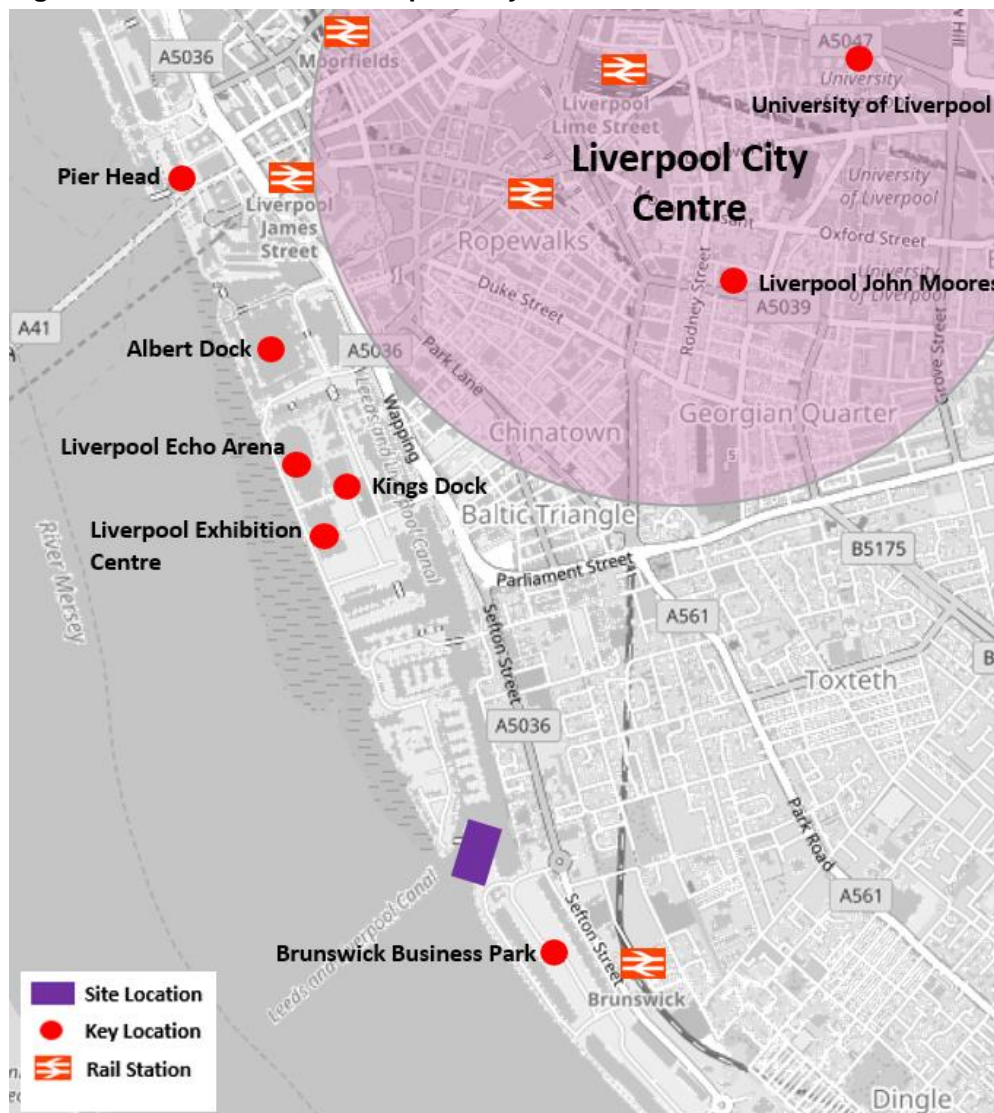 A5036
Moorfields
A5047
University
University of Liverpool
Liverpool
Lime Street
Liverpool City
Centre
Pier Head
Liverpool
James
Street
University
of Liverpool
Oxford Street
Ropewalks
Rodney Street
Liverpool John Moores
A5039
Duke Street
Grove Street
A41
Albert Dock
A5036
Park Lane
Leeds and Liverpool Canal
Wapping
Georgian Quarter
Chinatown
Liverpool Echo Arena
Kings Dock
Baltic Triangle
Liverpool Exhibition
Centre
River Mersey
Parliament Street
B5175
A561
Sefton Street
Toxteth
B
A5036
Park Road
A561
Leeds and Liverpool Canal
Sefton Street
Brunswick Business Park
Brunswick
Site Location
Key Location
Rail Station
Dingle